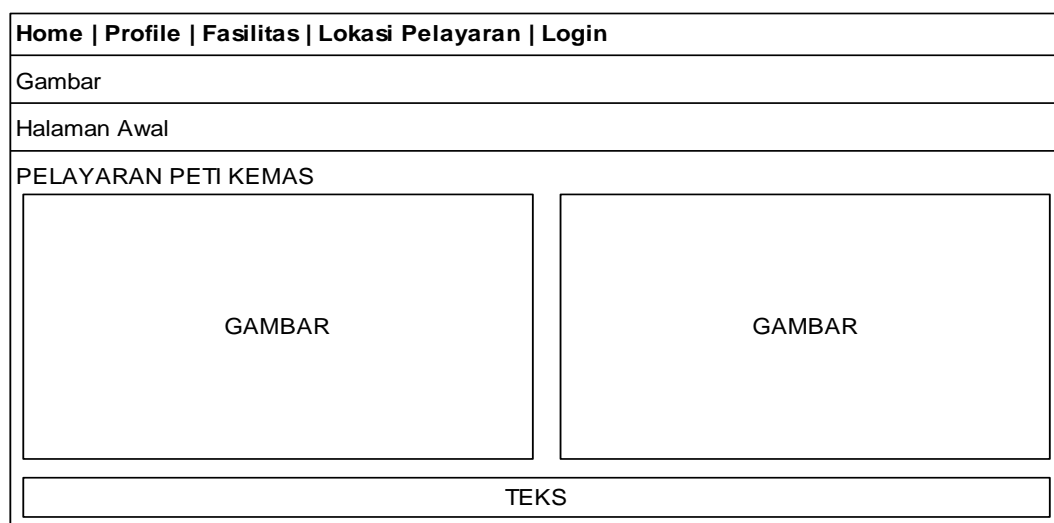 Home | Profile | Fasilitas | Lokasi Pelayaran | Login
Gambar
Halaman Awal
PELAYARAN PETI KEMAS
GAMBAR
GAMBAR
TEKS